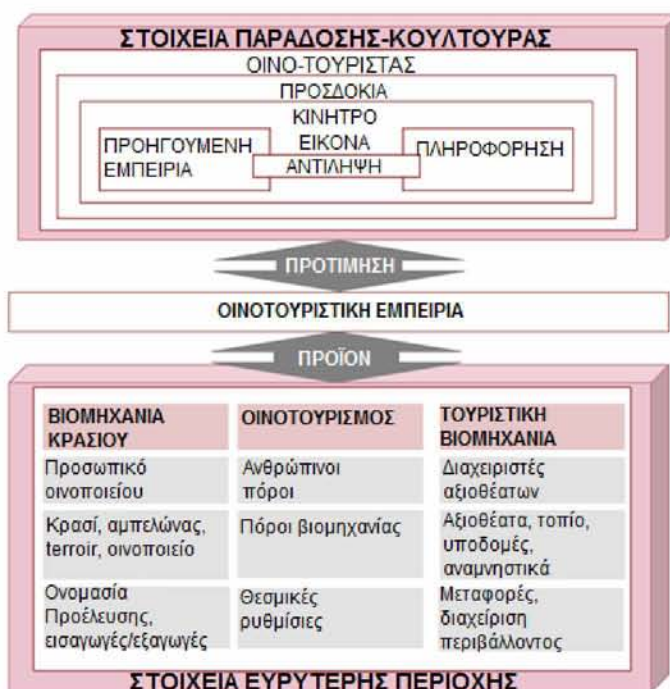 ΣΤΟΙΧΕΙΑ ΠΑΡΑΔΟΣΗΣ-ΚΟΥΛΤΟΥΡΑΣ
ΟΙΝΟ-ΤΟΥΡΙΣΤΑΣ
ΠΡΟΣΔΟΚΙΑ
ΚΙΝΗΤΡΟ
ΕΙΚΟΝΑ
ΠΡΟΗΓΟΥΜΕΝΗ
ΕΜΠΕΙΡΙΑ
ΑΝΤΙΛΗΨΗ
ΠΛΗΡΟΦΟΡΗΣΗ
ΠΡΟΤΙΜΗΣΗ
ΟΙΝΟΤΟΥΡΙΣΤΙΚΗ ΕΜΠΕΙΡΙΑ
ΠΡΟΪΟΝ
ΒΙΟΜΗΧΑΝΙΑ
ΚΡΑΣΙΟΥ
ΟΙΝΟΤΟΥΡΙΣΜΟΣ
ΤΟΥΡΙΣΤΙΚΗ
ΒΙΟΜΗΧΑΝΙΑ
Προσωπικό
οινοποιείου
Ανθρώπινοι
πόροι
Διαχειριστές
αξιοθέατων
Κρασί, αμπελώνας,
terroir, οινοποιείο
Πόροι βιομηχανίας
Αξιοθέατα, τοπίο,
υποδομές,
αναμνηστικά
Ονομασία
Προέλευσης,
εισαγωγές/εξαγωγές
Θεσμικές
ρυθμίσιες
Μεταφορές,
διαχείριση
περιβάλλοντος
ΣΤΟΙΧΕΙΑ ΕΥΡΥΤΕΡΗΣ ΠΕΡΙΟΧΗΣ